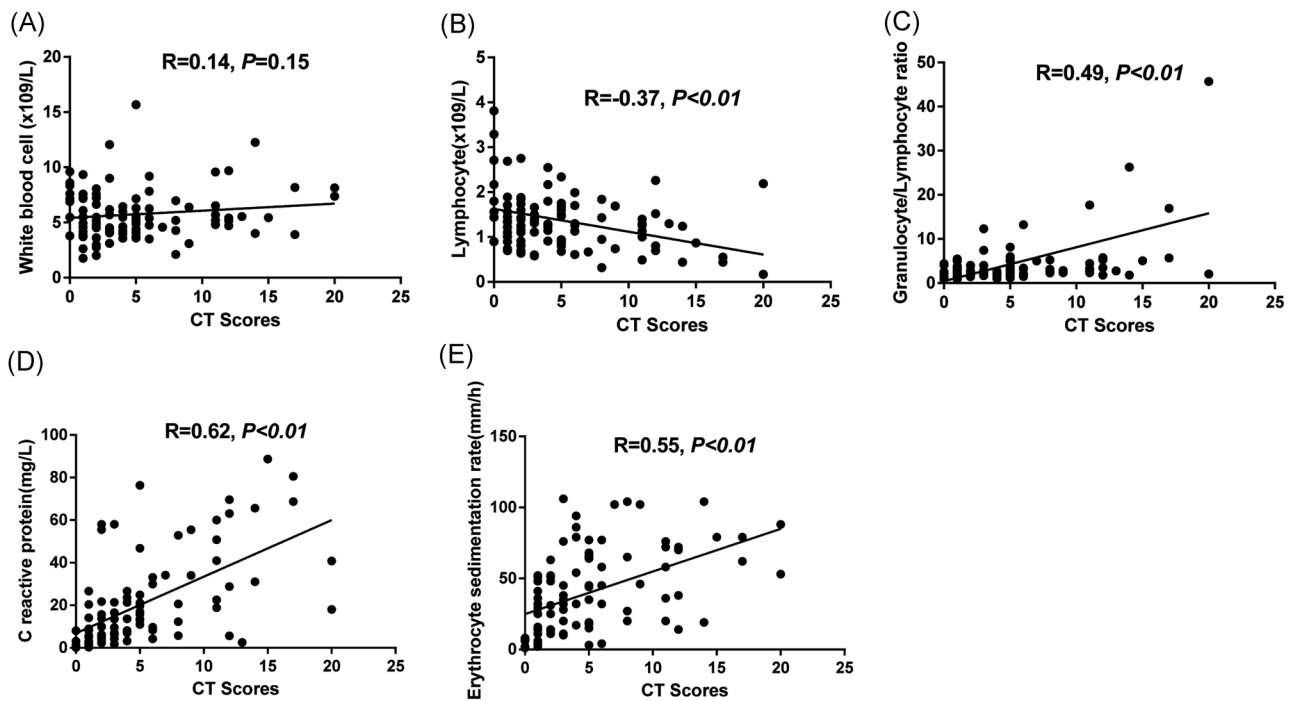 (A)
R=0.14, P=0.15
White blood cell (x109/L)
20
15
10
5
0
0 5 10 15 20 25
CT Scores
(B)
R=-0.37, P<0.01
Lymphocyte(x109/L)
5
4
3
2
1
0
0 5 10 15 20 25
CT Scores
(C)
R=0.49, P<0.01
Granulocyte/Lymphocyte ratio
50
40
30
20
10
0
0 5 10 15 20 25
CT Scores
(D)
R=0.62, P<0.01
C reactive protein(mg/L)
100
80
60
40
20
0
0 5 10 15 20 25
CT Scores
(E)
R=0.55, P<0.01
Erythrocyte sedimentation rate(mm/h)
150
100
50
0
0 5 10 15 20 25
CT Scores